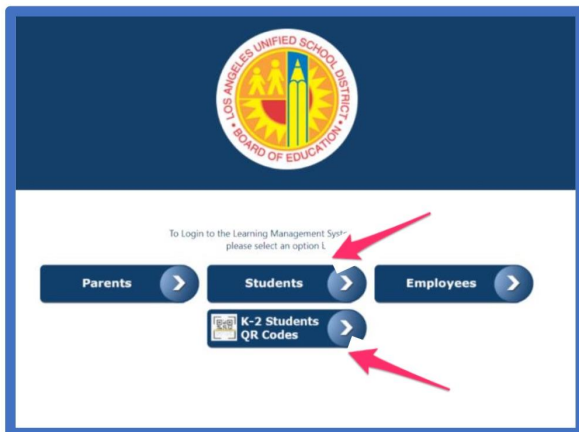 LOS ANGELES UNIFIED SCHOOL DISTRICT
• BOARD OF EDUCATION •
To Login to the Learning Management
please select an option
Parents
Students
Employees
K-2 Students
QR Codes